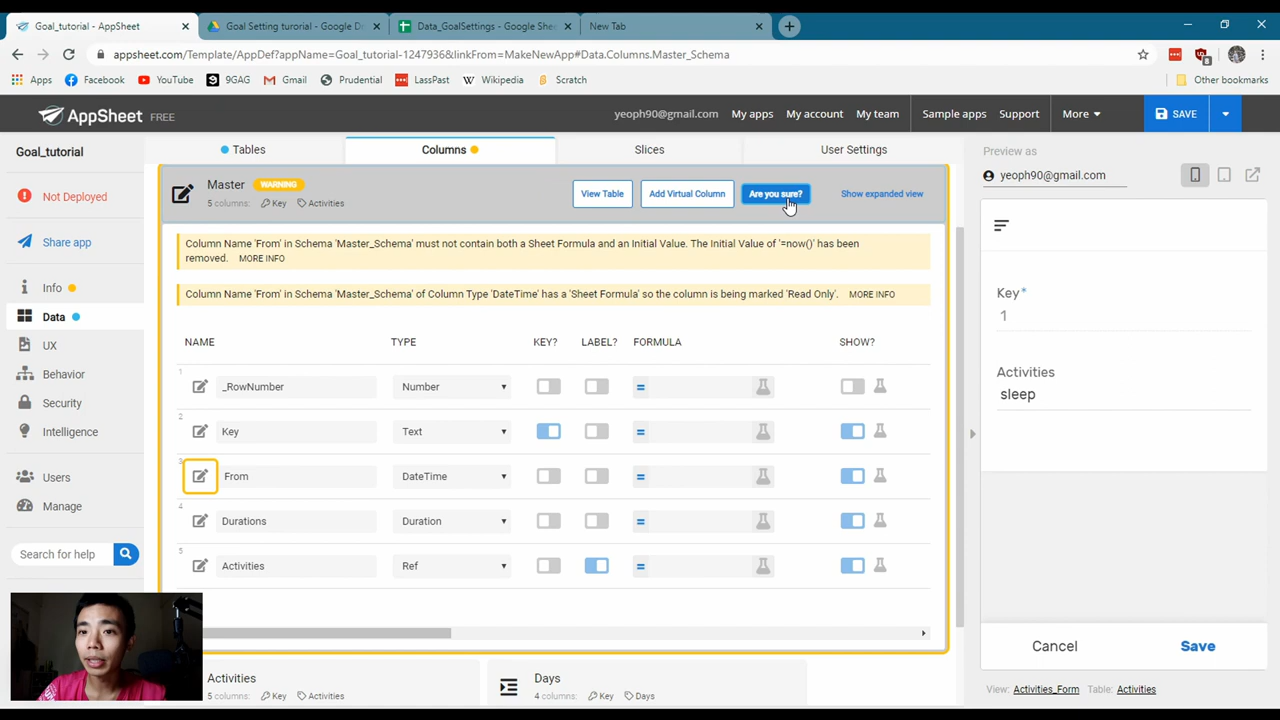 Goal_tutorial - AppSheet
Goal Setting turorial - Google Do
Data_GoalSettings - Google Shee
New Tab
appsheet.com/Template/AppDef?appName=Goal_tutorial-1247936&linkFrom=MakeNewApp#Data.Columns.Master_Schema
Apps
Facebook
YouTube
9GAG
Gmail
Prudential
LassPast
Wikipedia
Scratch
Other bookmarks
AppSheet FREE
yeoph90@gmail.com
My apps
My account
My team
Sample apps
Support
More
SAVE
Goal_tutorial
Tables
Columns
Slices
User Settings
Preview as
yeoph90@gmail.com
Not Deployed
Share app
Info
Data
UX
Behavior
Security
Intelligence
Users
Manage
Search for help
Master WARNING
5 columns: Key Activities
View Table
Add Virtual Column
Are you sure?
Show expanded view
Column Name 'From' in Schema 'Master_Schema' must not contain both a Sheet Formula and an Initial Value. The Initial Value of '=now()' has been
removed. MORE INFO
Column Name 'From' in Schema 'Master_Schema' of Column Type 'DateTime' has a 'Sheet Formula' so the column is being marked 'Read Only'. MORE INFO
NAME TYPE KEY? LABEL? FORMULA SHOW?
1 _RowNumber Number =
2 Key Text =
3 From DateTime =
4 Durations Duration =
5 Activities Ref =
Activities
5 columns: Key Activities
Days
4 columns: Key Days
Key*
1
Activities
sleep
Cancel
Save
View: Activities_Form Table: Activities